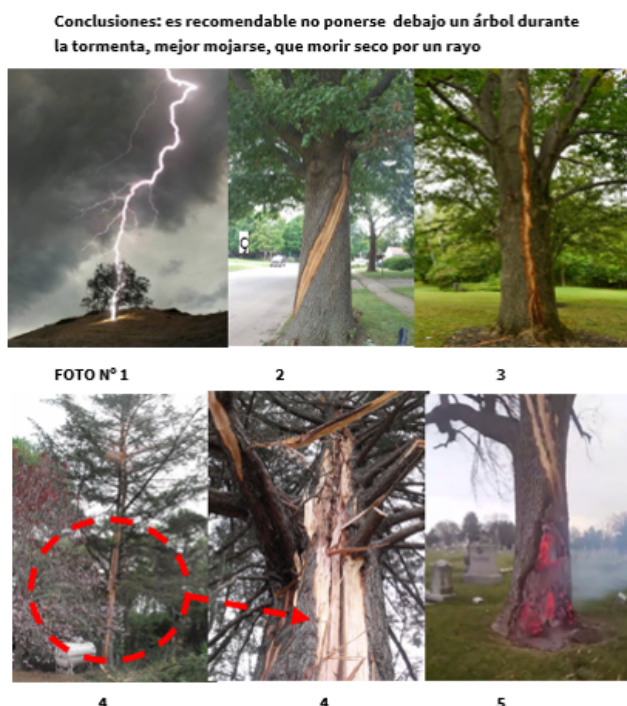 Conclusiones: es recomendable no ponerse debajo un árbol durante
la tormenta, mejor mojarse, que morir seco por un rayo
FOTO Nº 1
2
3
4
4
5